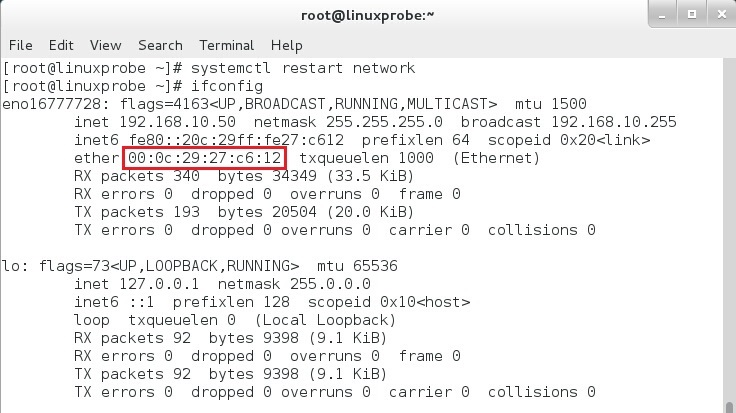 root@linuxprobe:~
File Edit View Search Terminal Help
[root@linuxprobe ~]# systemctl restart network
[root@linuxprobe ~]# ifconfig
eno16777728: flags=4163<UP,BROADCAST,RUNNING,MULTICAST>  mtu 1500
        inet 192.168.10.50  netmask 255.255.255.0  broadcast 192.168.10.255
        inet6 fe80::20c:29ff:fe27:c612  prefixlen 64  scopeid 0x20<link>
        ether 00:0c:29:27:c6:12  txqueuelen 1000  (Ethernet)
        RX packets 340  bytes 34349 (33.5 KiB)
        RX errors 0  dropped 0  overruns 0  frame 0
        TX packets 193  bytes 20504 (20.0 KiB)
        TX errors 0  dropped 0 overruns 0  carrier 0  collisions 0
lo: flags=73<UP,LOOPBACK,RUNNING>  mtu 65536
        inet 127.0.0.1  netmask 255.0.0.0
        inet6 ::1  prefixlen 128  scopeid 0x10<host>
        loop  txqueuelen 0  (Local Loopback)
        RX packets 92  bytes 9398 (9.1 KiB)
        RX errors 0  dropped 0  overruns 0  frame 0
        TX packets 92  bytes 9398 (9.1 KiB)
        TX errors 0  dropped 0 overruns 0  carrier 0  collisions 0